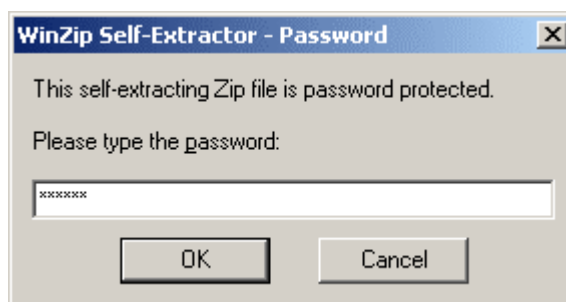 WinZip Self-Extractor - Password
This self-extracting Zip file is password protected.
Please type the password:
xxxxxx
OK Cancel